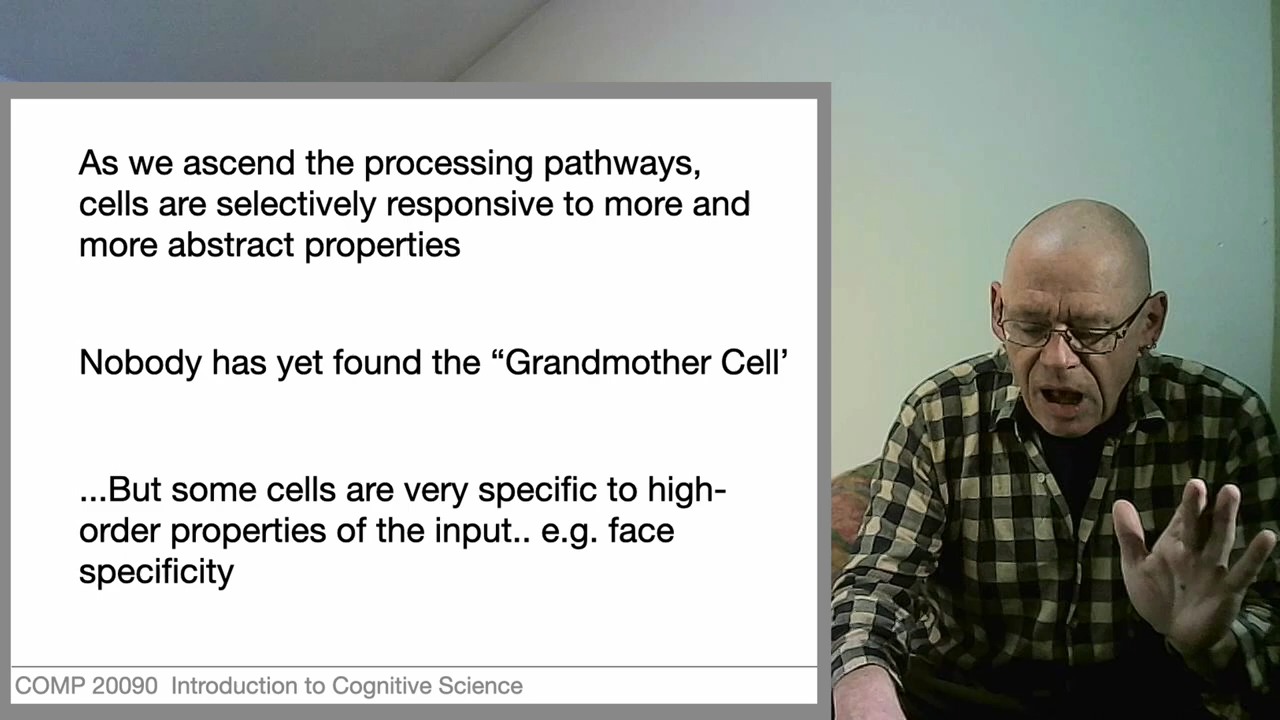 As we ascend the processing pathways,
cells are selectively responsive to more and
more abstract properties
Nobody has yet found the “Grandmother Cell’
...But some cells are very specific to high-
order properties of the input.. e.g. face
specificity
COMP 20090 Introduction to Cognitive Science